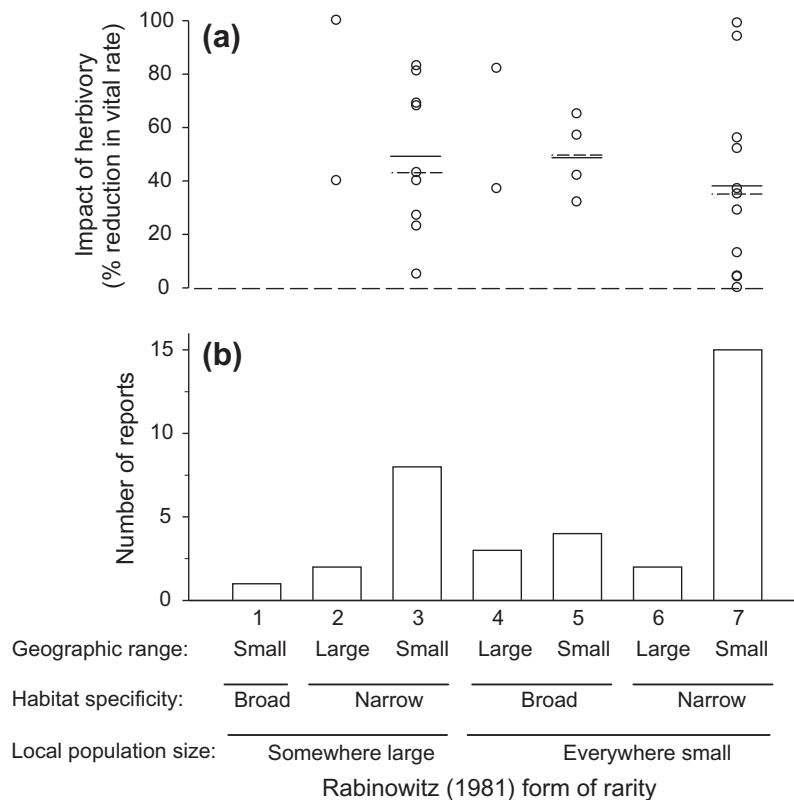 (a)
Impact of herbivory
(% reduction in vital rate)
100
80
60
40
20
0
(b)
Number of reports
15
10
5
0
1 2 3 4 5 6 7
Geographic range: Small Large Small Large Small Large Small
Habitat specificity: Broad Narrow Broad Narrow
Local population size: Somewhere large Everywhere small
Rabinowitz (1981) form of rarity